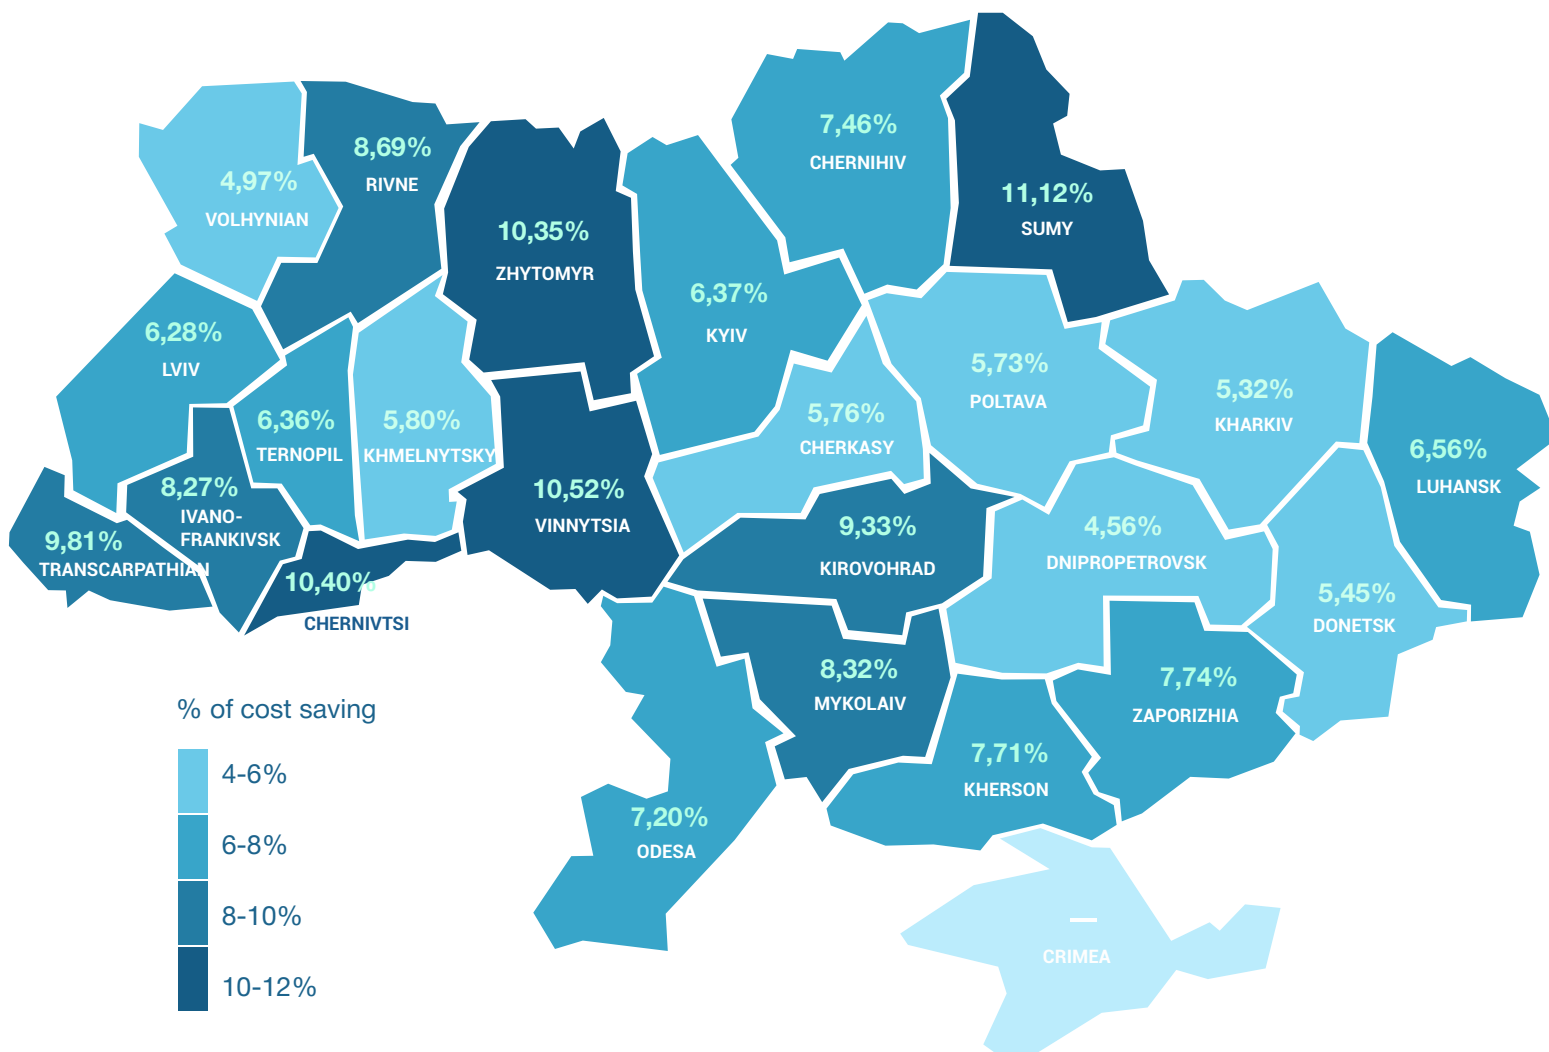 7,46%
CHERNIHIV
8,69%
RIVNE
4,97%
VOLHYNIAN
11,12%
SUMY
10,35%
ZHYTOMYR
6,37%
KYIV
6,28%
LVIV
5,73%
POLTAVA
5,32%
KHARKIV
6,36%
TERNOPIL
5,80%
KHMELNYTSKY
5,76%
CHERKASY
6,56%
LUHANSK
8,27%
IVANO-
FRANKIVSK
10,52%
VINNYTSIA
9,33%
KIROVOHRAD
4,56%
DNIPROPETROVSK
9,81%
TRANSCARPATHIAN
10,40%
CHERNIVTSI
5,45%
DONETSK
8,32%
MYKOLAIV
7,74%
ZAPORIZHIA
7,71%
KHERSON
7,20%
ODESA
–
CRIMEA
% of cost saving
4-6%
6-8%
8-10%
10-12%